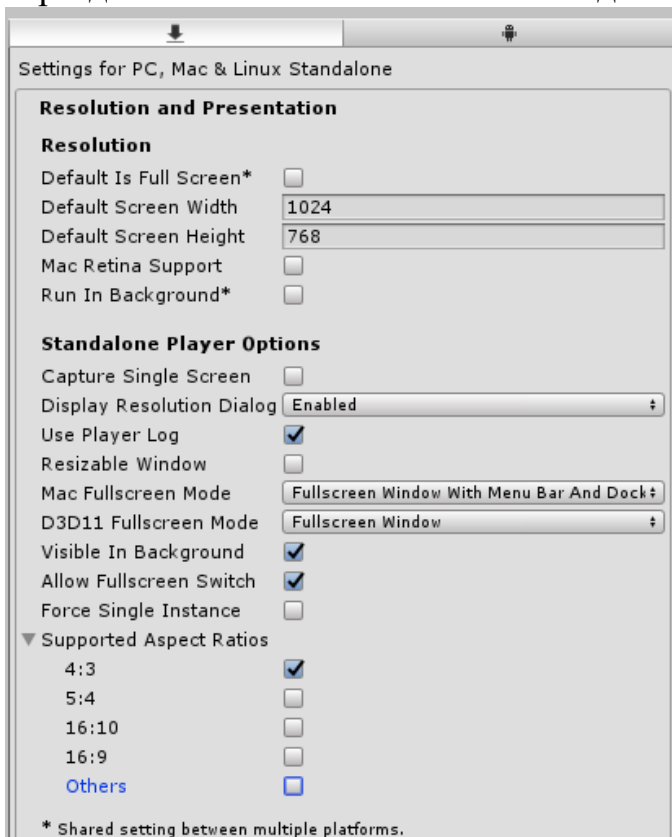 Settings for PC, Mac & Linux Standalone
Resolution and Presentation
Resolution
Default Is Full Screen*
Default Screen Width 1024
Default Screen Height 768
Mac Retina Support
Run In Background*
Standalone Player Options
Capture Single Screen
Display Resolution Dialog Enabled
Use Player Log
Resizable Window
Mac Fullscreen Mode Fullscreen Window With Menu Bar And Dock
D3D11 Fullscreen Mode Fullscreen Window
Visible In Background
Allow Fullscreen Switch
Force Single Instance
Supported Aspect Ratios
4:3
5:4
16:10
16:9
Others
* Shared setting between multiple platforms.